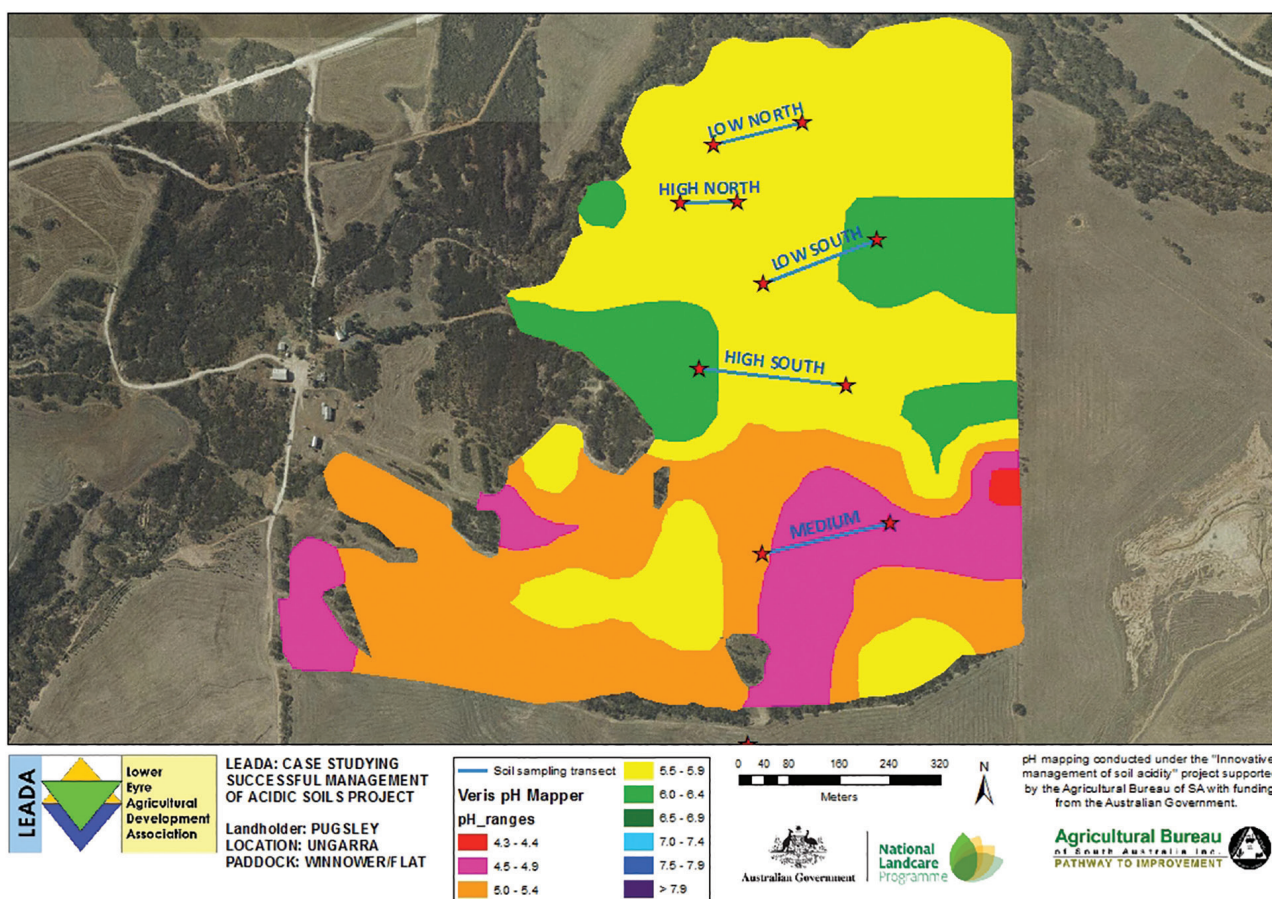 LOW NORTH
HIGH NORTH
LOW SOUTH
HIGH SOUTH
MEDIUM
LEADA
Lower
Eyre
Agricultural
Development
Association
LEADA: CASE STUDYING
SUCCESSFUL MANAGEMENT
OF ACIDIC SOILS PROJECT
Landholder: PUGSLEY
LOCATION: UNGARRA
PADDOCK: WINNOWER/FLAT
Soil sampling transect
Veris pH Mapper
pH_ranges
4.3 - 4.4
4.5 - 4.9
5.0 - 5.4
5.5 - 5.9
6.0 - 6.4
6.5 - 6.9
7.0 - 7.4
7.5 - 7.9
> 7.9
0 40 80 160 240 320
Meters
N
pH mapping conducted under the "Innovative
management of soil acidity" project supported
by the Agricultural Bureau of SA with funding
from the Australian Government.
Australian Government
National
Landcare
Programme
Agricultural Bureau
of South Australia Inc.
PATHWAY TO IMPROVEMENT